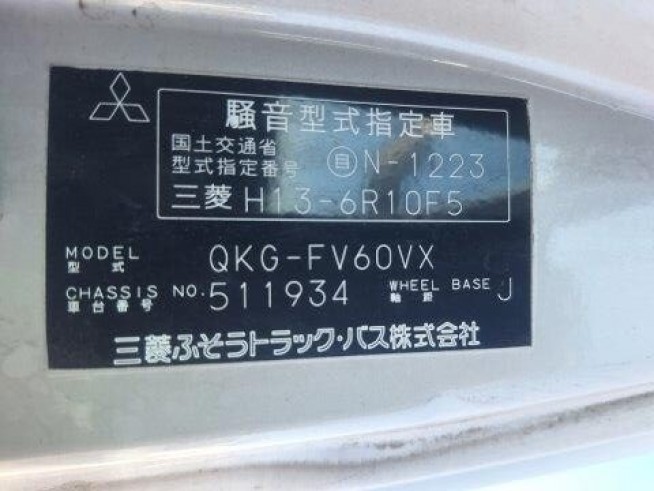 騒音型式指定車
国土交通省
型式指定番号 自 N-1223
三菱 H13-6R10F5
MODEL QKG-FV60VX
型式
CHASSIS NO. 511934 WHEEL BASE J
車台番号 軸距
三菱ふそうトラック・バス株式会社